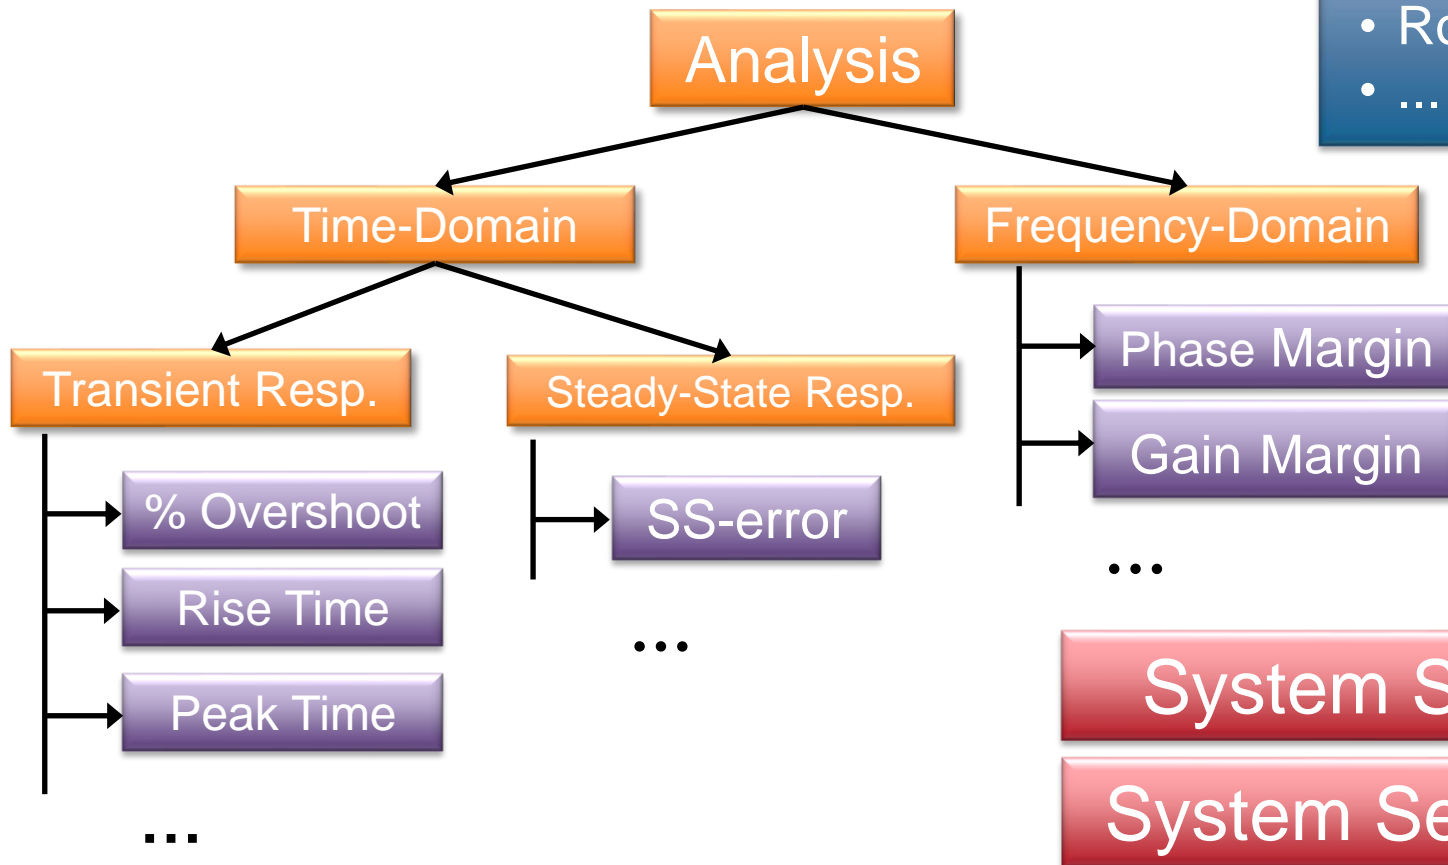 Analysis
• ...
Time-Domain
Frequency-Domain
Transient Resp.
Steady-State Resp.
Phase Margin
Gain Margin
% Overshoot
SS-error
Rise Time
Peak Time
...
...
...
System
System